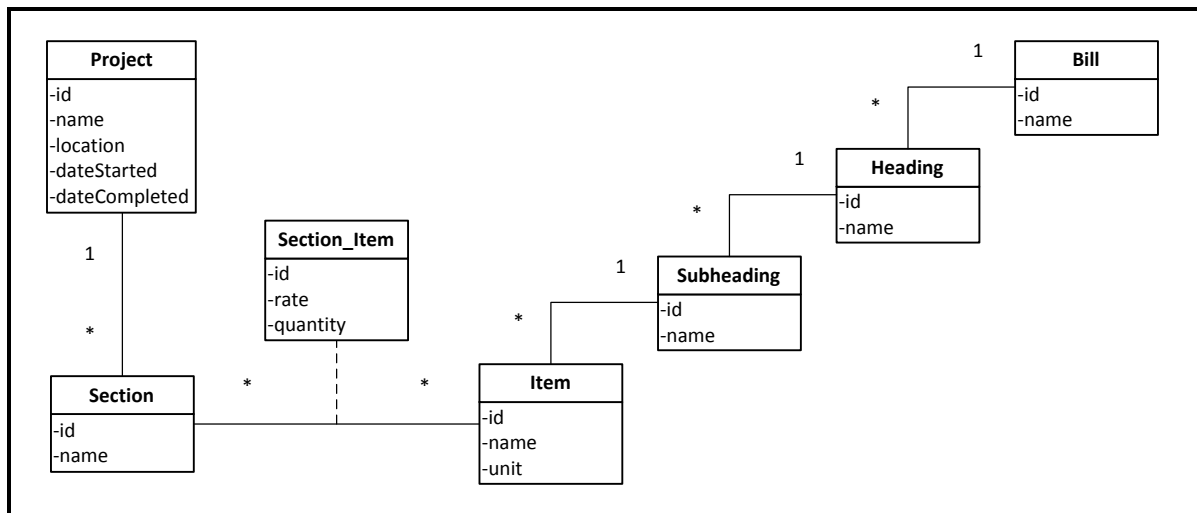 Project
-id
-name
-location
-dateStarted
-dateCompleted
1
*
Section
-id
-name
*
Section_Item
-id
-rate
-quantity
*
Item
-id
-name
-unit
*
1
Subheading
-id
-name
*
1
Heading
-id
-name
*
1
Bill
-id
-name